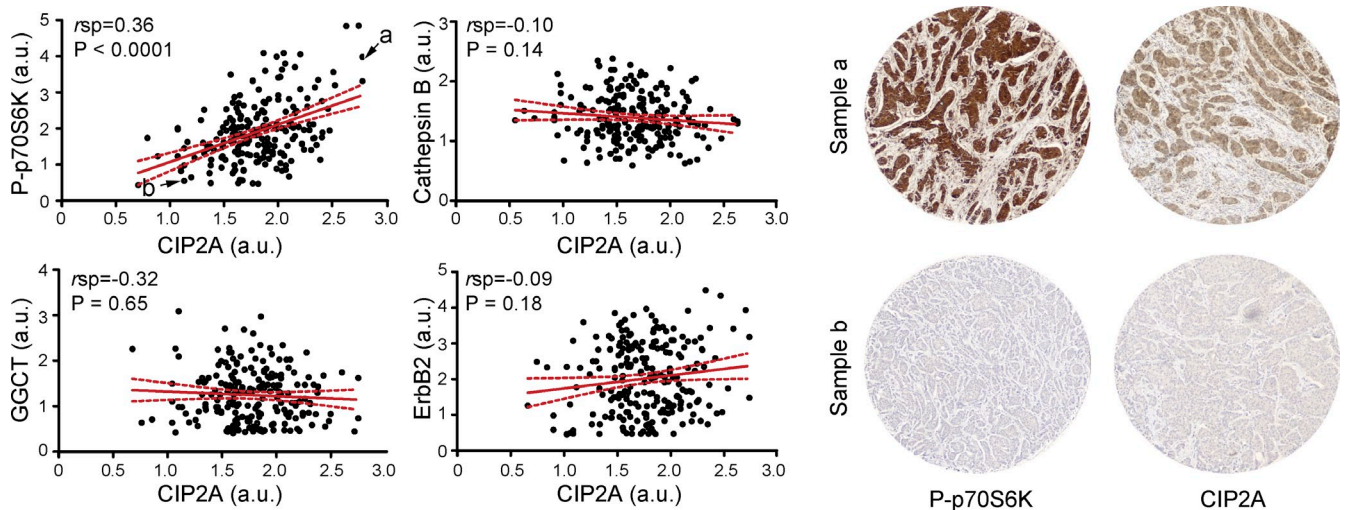 rsp=0.36
P < 0.0001
a
b
5
4
3
2
1
0
P-p70S6K (a.u.)
0 0.5 1.0 1.5 2.0 2.5 3.0
CIP2A (a.u.)
rsp=-0.10
P = 0.14
3
2
1
0
Cathepsin B (a.u.)
0 0.5 1.0 1.5 2.0 2.5 3.0
CIP2A (a.u.)
rsp=-0.32
P = 0.65
4
3
2
1
0
GGCT (a.u.)
0 0.5 1.0 1.5 2.0 2.5 3.0
CIP2A (a.u.)
rsp=-0.09
P = 0.18
5
4
3
2
1
0
ErbB2 (a.u.)
0 0.5 1.0 1.5 2.0 2.5 3.0
CIP2A (a.u.)
Sample a
Sample b
P-p70S6K
CIP2A